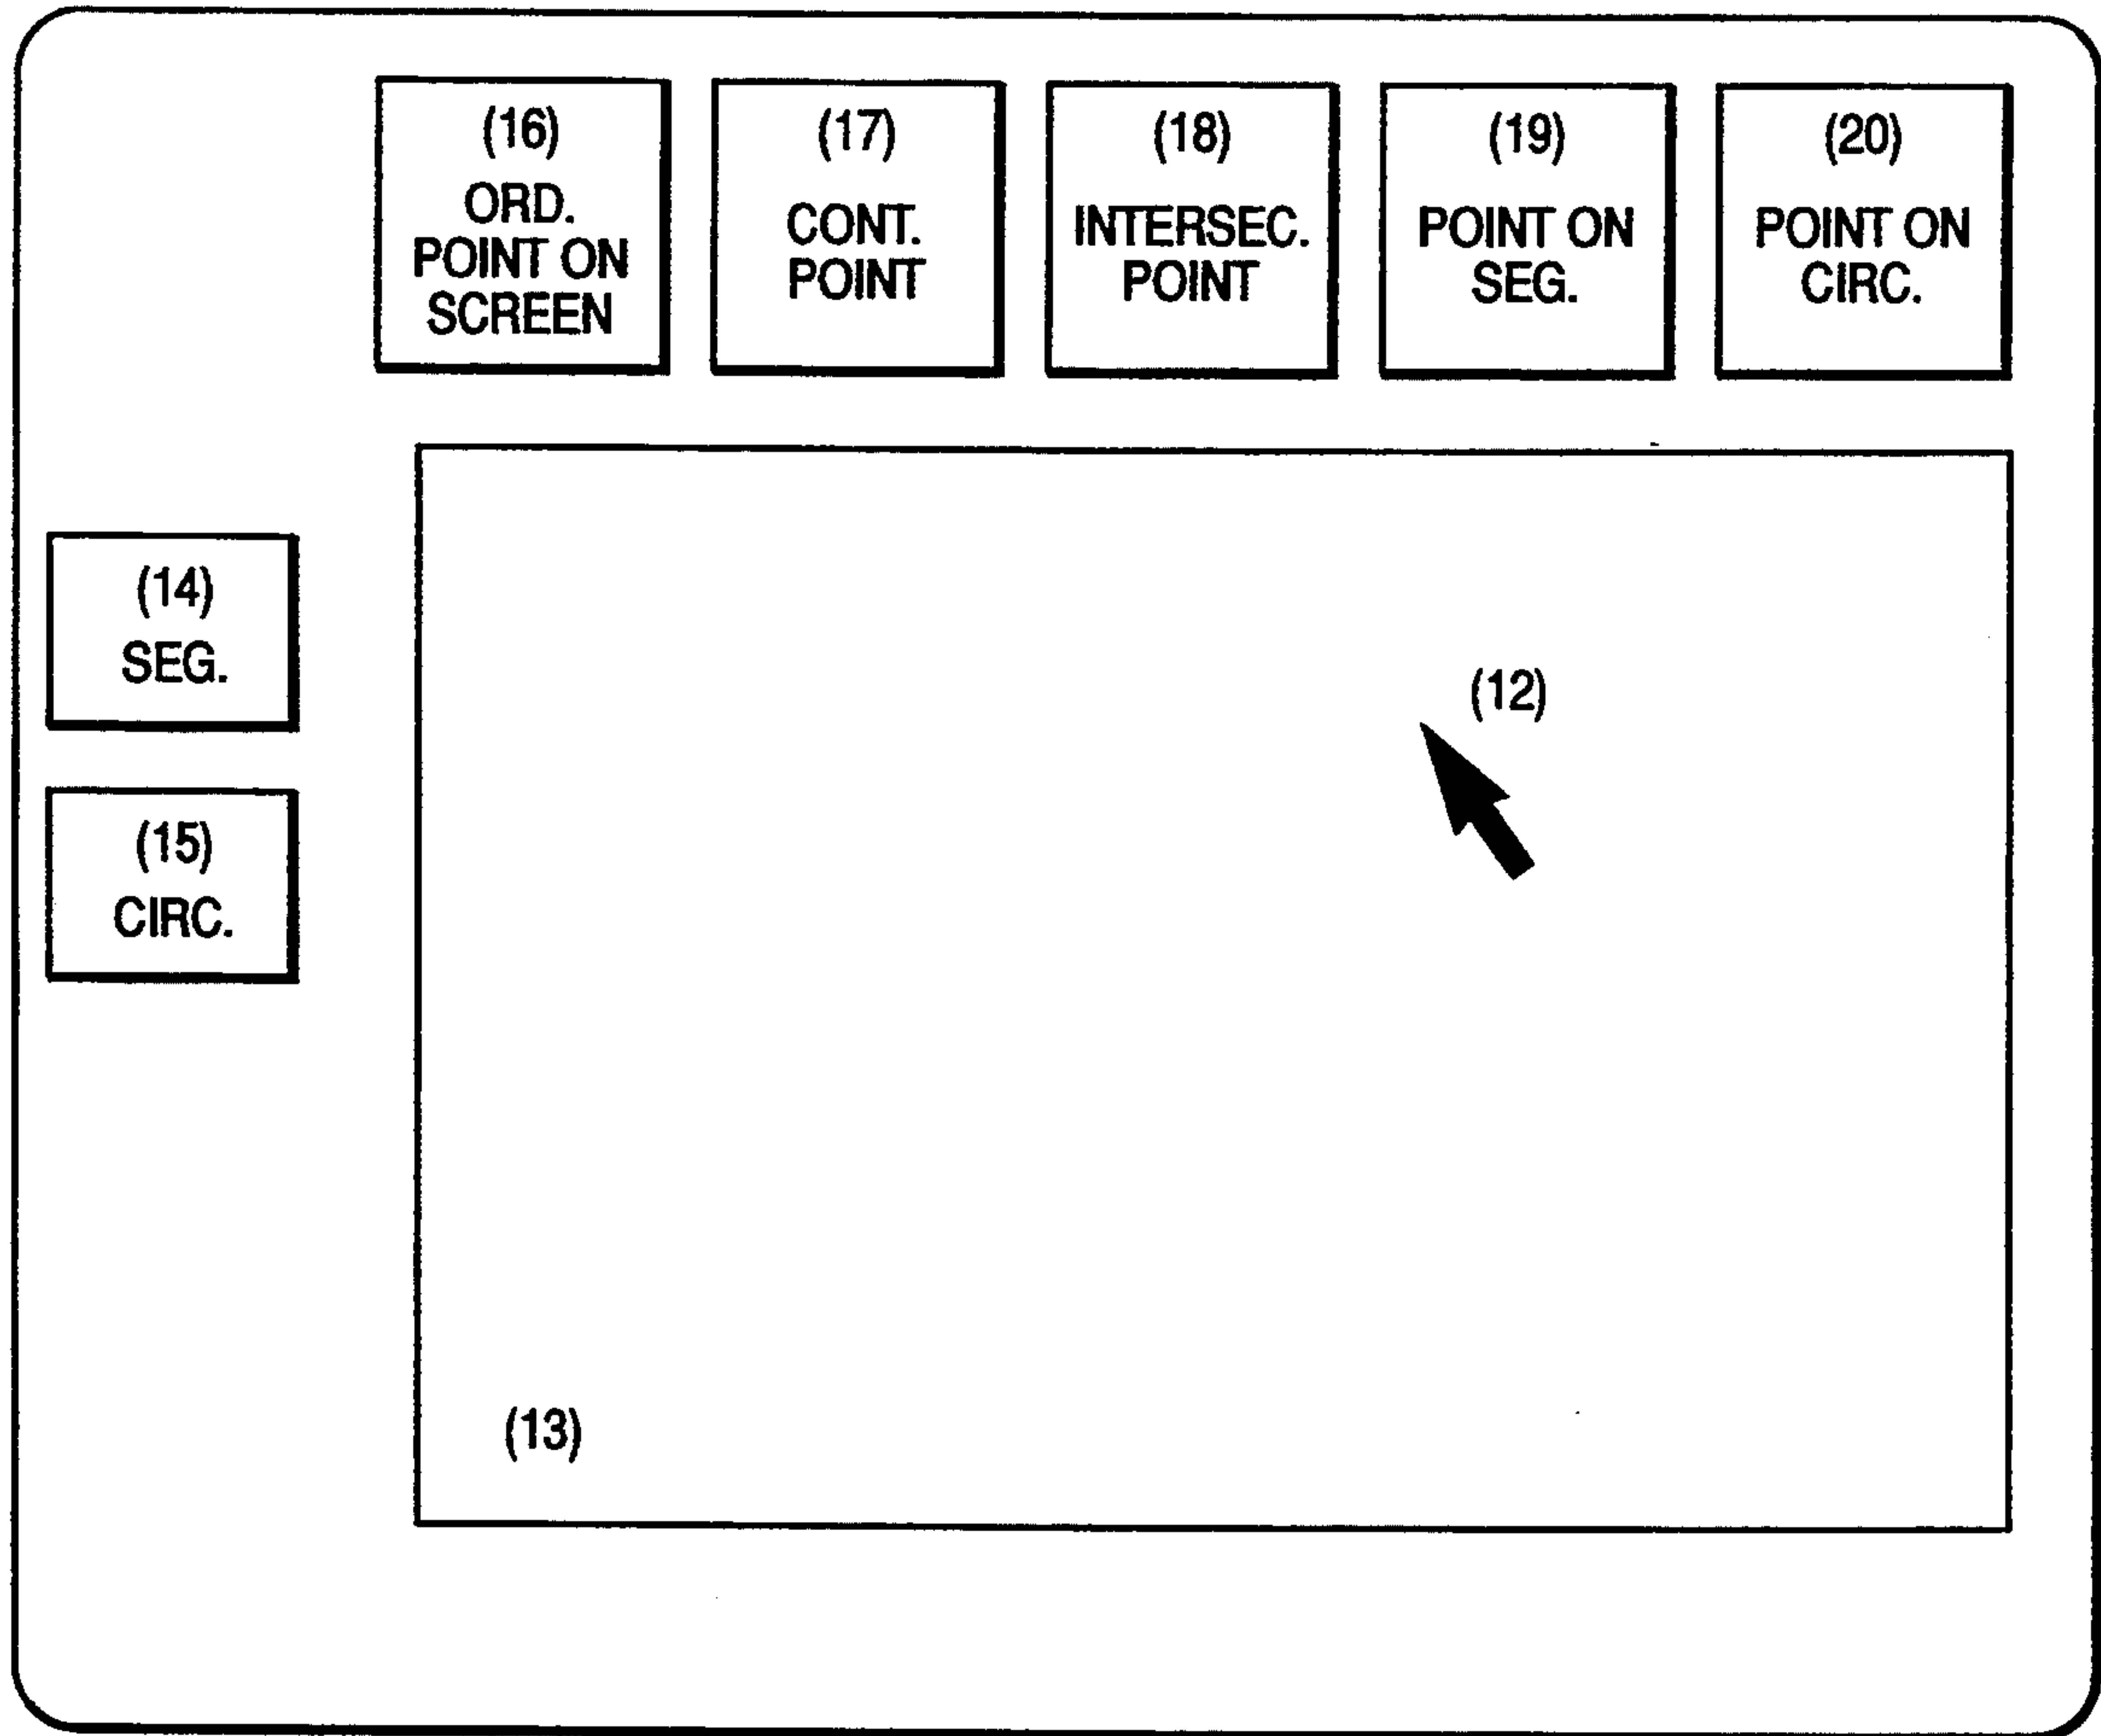 (16)
ORD.
POINT ON
SCREEN
(17)
CONT.
POINT
(18)
INTERSEC.
POINT
(19)
POINT ON
SEG.
(20)
POINT ON
CIRC.
(14)
SEG.
(12)
(15)
CIRC.
(13)